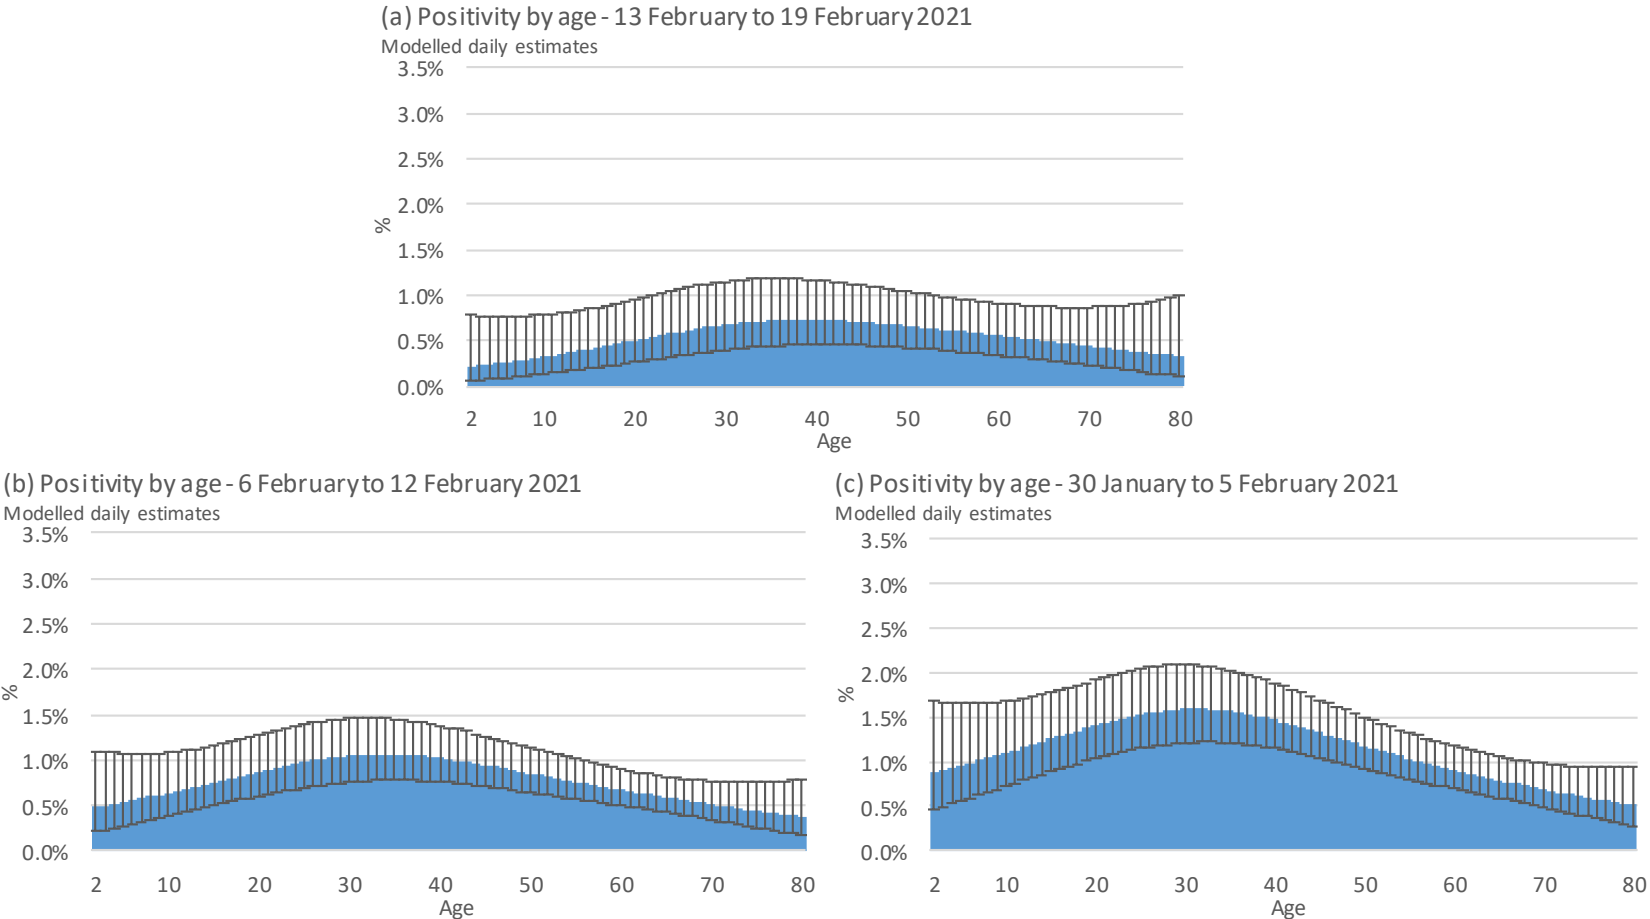 (a) Positivity by age - 13 February to 19 February 2021
Modelled daily estimates
3.5%
3.0%
2.5%
2.0%
%
1.5%
1.0%
0.5%
0.0%
2 10 20 30 40 50 60 70 80
Age
(b) Positivity by age - 6 February to 12 February 2021
Modelled daily estimates
3.5%
3.0%
2.5%
2.0%
%
1.5%
1.0%
0.5%
0.0%
2 10 20 30 40 50 60 70 80
Age
(c) Positivity by age - 30 January to 5 February 2021
Modelled daily estimates
3.5%
3.0%
2.5%
2.0%
%
1.5%
1.0%
0.5%
0.0%
2 10 20 30 40 50 60 70 80
Age